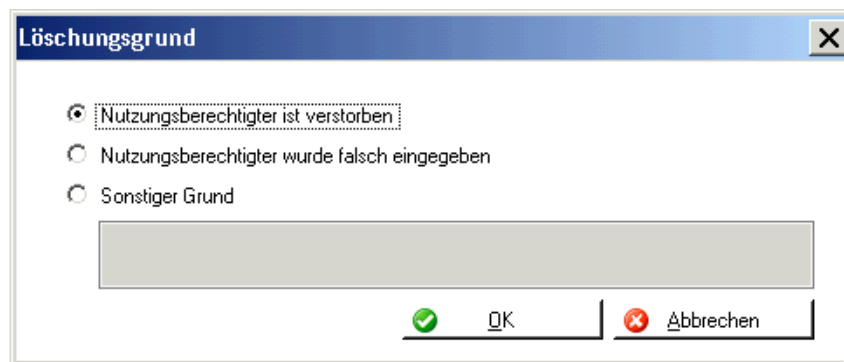 Löschungsgrund
Nutzungsberechtigter ist verstorben
Nutzungsberechtigter wurde falsch eingegeben
Sonstiger Grund
OK Abbrechen